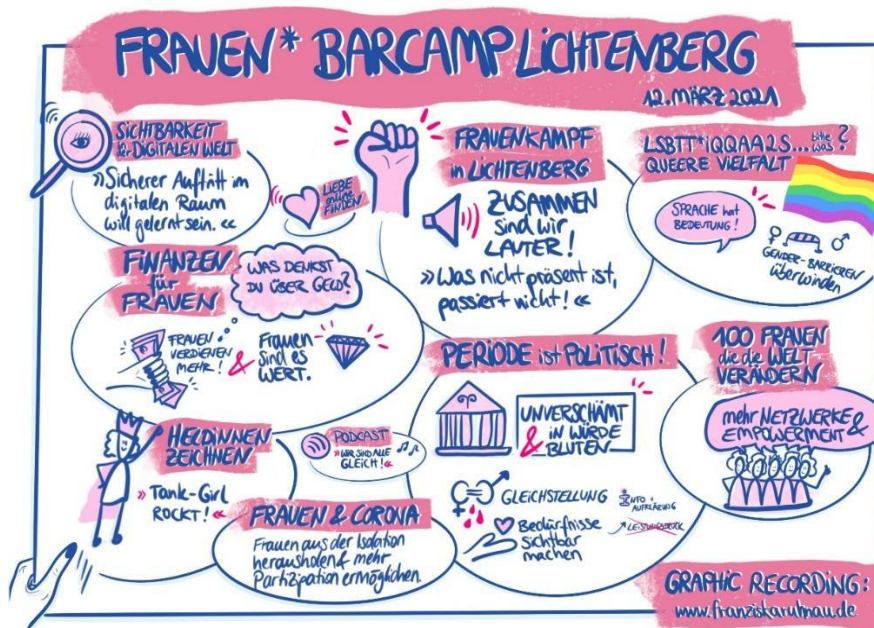 FRAUEN* BARCAMP LICHTENBERG
12. MÄRZ 2021
SICHTBARKEIT
in der DIGITALEN WELT
»Sicherer Auftritt im
digitalen Raum
will gelernt sein.«
LIEBE
online
FINDEN
FRAUENKAMPF
in LICHTENBERG
ZUSAMMEN
sind wir
LAUTER!
»Was nicht präsent ist,
passiert nicht!«
LSBTT*IQQAA2S... bitte was?
QUEERE VIELFALT
SPRACHE hat
BEDEUTUNG!
GENDER-BARRIEREN
überwinden
FINANZEN
für
FRAUEN
WAS DENKST
DU ÜBER GELD?
FRAUEN
VERDIENEN
MEHR!
&
Frauen
sind es
WERT.
PERIODE ist POLITISCH!
UNVERSCHÄMT
& IN WÜRDE
BLUTEN
GLEICHSTELLUNG
INFO +
AUFKLÄRUNG
LEISTUNGSDRUCK
Bedürfnisse
Sichtbar
machen
100 FRAUEN
die die WELT
VERÄNDERN
mehr NETZWERKE &
EMPOWERMENT
HELDINNEN
ZEICHNEN
»Tank-Girl
ROCKT!«
PODCAST
»WIR SIND ALLE
GLEICH!«
FRAUEN & CORONA
Frauen aus der Isolation
herausholen & mehr
Partizipation ermöglichen.
GRAPHIC RECORDING:
www.franziskaruhnau.de